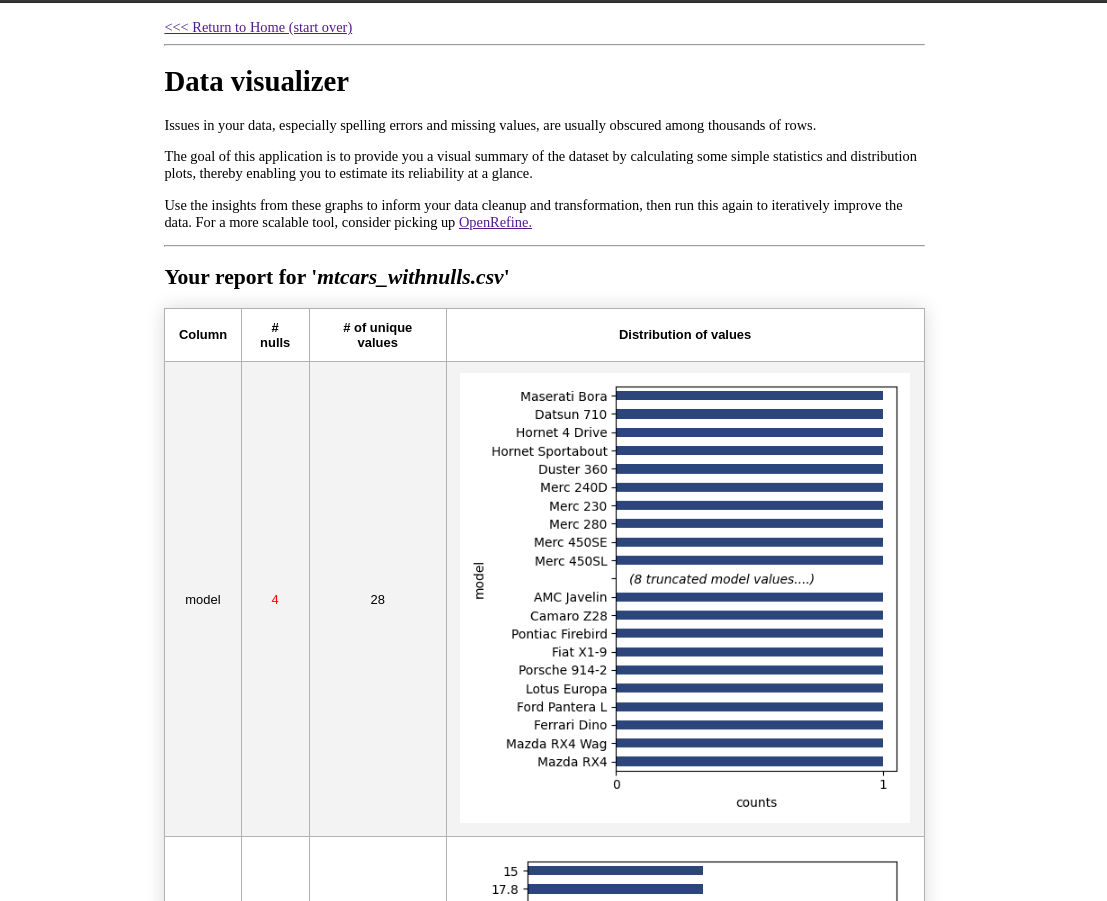 <<< Return to Home (start over)
Data visualizer
Issues in your data, especially spelling errors and missing values, are usually obscured among thousands of rows.
The goal of this application is to provide you a visual summary of the dataset by calculating some simple statistics and distribution
plots, thereby enabling you to estimate its reliability at a glance.
Use the insights from these graphs to inform your data cleanup and transformation, then run this again to iteratively improve the
data. For a more scalable tool, consider picking up OpenRefine.
Your report for 'mtcars_withnulls.csv'
Column
#
nulls
# of unique
values
Distribution of values
model
4
28
model
Maserati Bora
Datsun 710
Hornet 4 Drive
Hornet Sportabout
Duster 360
Merc 240D
Merc 230
Merc 280
Merc 450SE
Merc 450SL
(8 truncated model values....)
AMC Javelin
Camaro Z28
Pontiac Firebird
Fiat X1-9
Porsche 914-2
Lotus Europa
Ford Pantera L
Ferrari Dino
Mazda RX4 Wag
Mazda RX4
0
1
counts
15
17.8